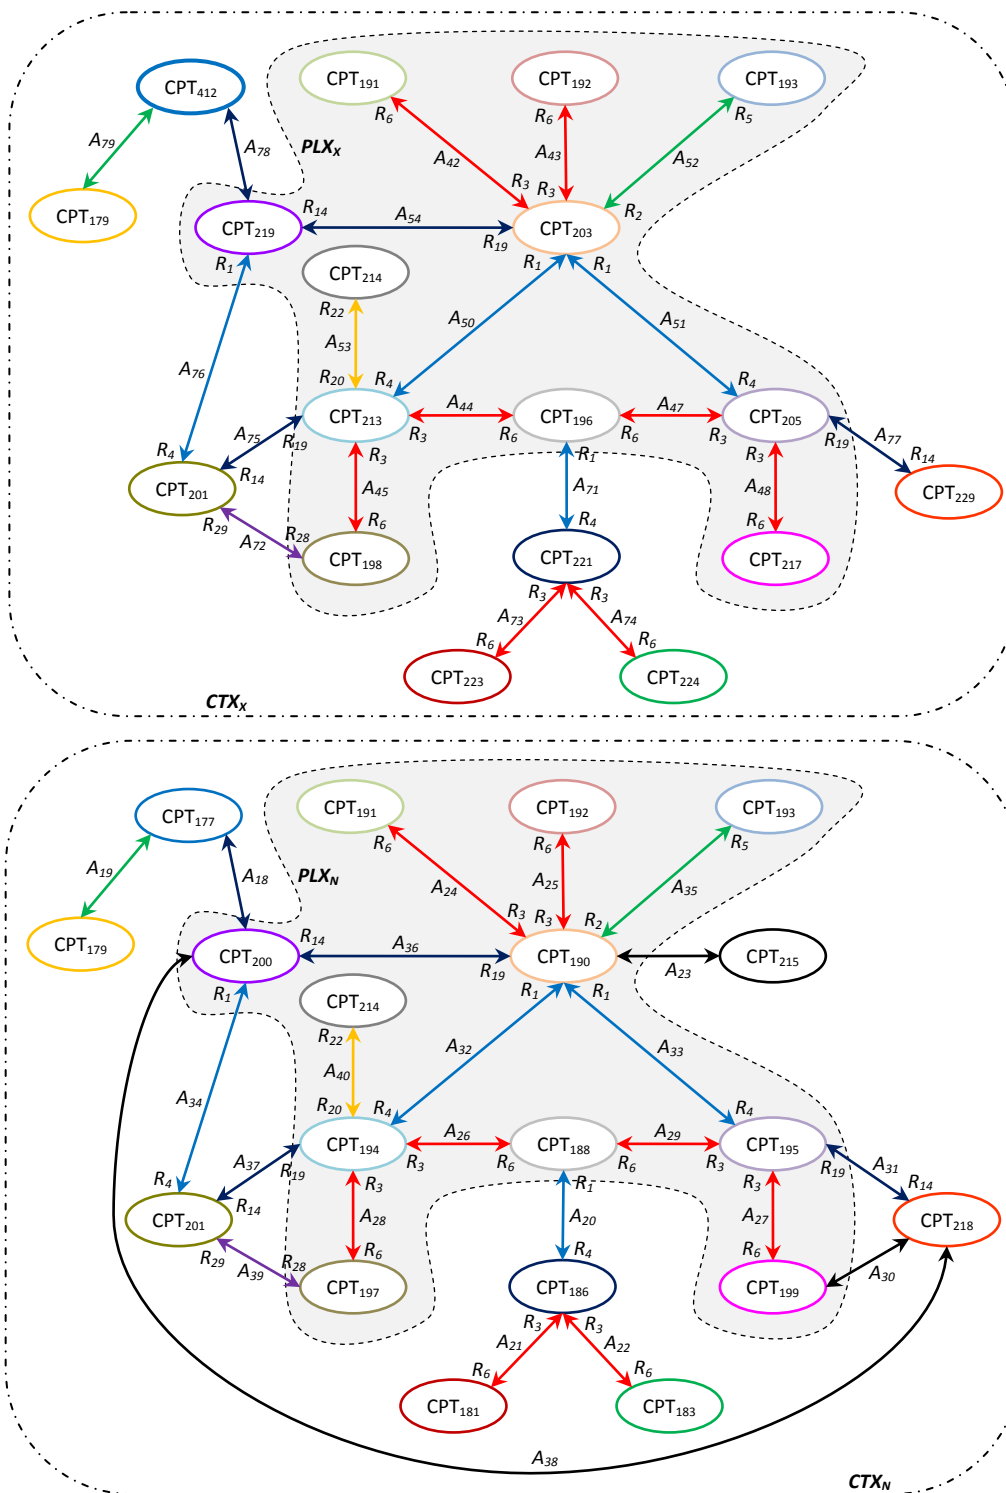 CPT191
CPT192
CPT193
CPT412
R6
R6
R5
A79
A78
PLXX
A42
A43
A52
R3
R3
R14
R2
CPT179
CPT219
A54
CPT203
R19
R1
R1
R1
CPT214
R22
A50
A51
A53
A76
R20
R4
R4
A44
A47
CPT213
CPT196
CPT205
A75
R19
R3
R6
R6
R3
R19
A77
R4
R3
R1
R3
R14
R14
CPT201
A45
A71
A48
CPT229
R29
R28
R6
R4
R6
A72
CPT198
CPT221
CPT217
R3
R3
A73
A74
R6
R6
CPT223
CPT224
CTXX
CPT191
CPT192
CPT193
CPT177
R6
R6
R5
A19
A18
PLXN
A24
A25
A35
R3
R3
R2
R14
CPT179
CPT200
A36
CPT190
A23
CPT215
R19
R1
R1
R1
CPT214
R22
A32
A33
A40
A34
R20
R4
R4
A26
A29
CPT194
CPT188
CPT195
A37
R19
R3
R6
R6
R3
R19
A31
R4
R3
R1
R3
R14
R14
CPT201
A28
A20
A27
CPT218
R29
R28
R6
R4
R6
A39
A30
CPT197
CPT186
CPT199
R3
R3
A21
A22
R6
R6
CPT181
CPT183
A38
CTXN